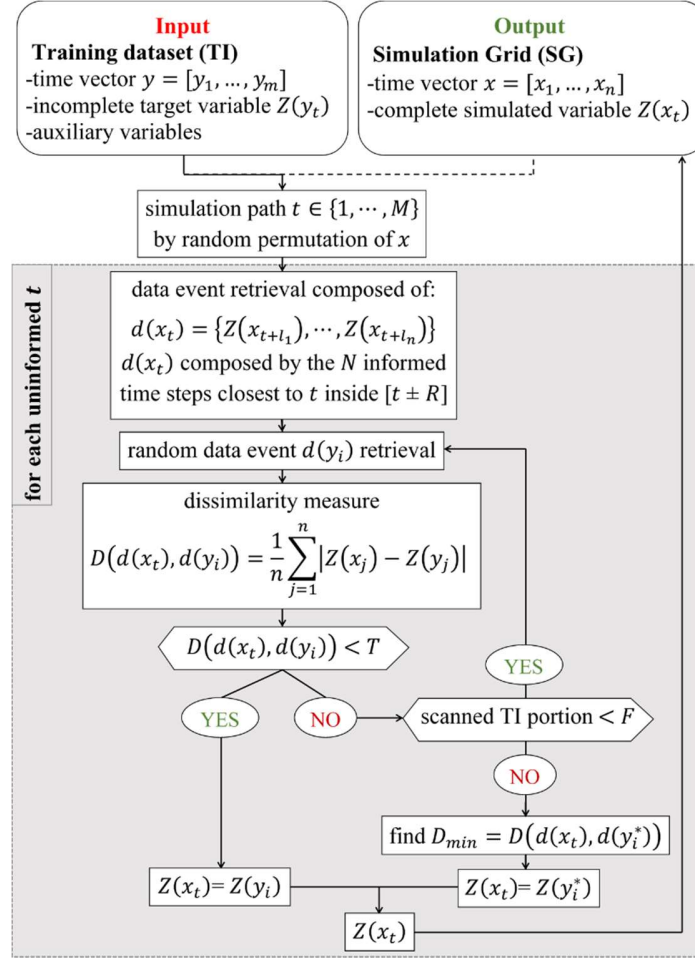 Input
Training dataset (TI)
-time vector 𝑦 = [𝑦₁, … , 𝑦ₘ]
-incomplete target variable 𝑍(𝑦ₜ)
-auxiliary variables
Output
Simulation Grid (SG)
-time vector 𝑥 = [𝑥₁, … , 𝑥ₙ]
-complete simulated variable 𝑍(𝑥ₜ)
simulation path 𝑡 ∈ {1, ⋯ , 𝑀}
by random permutation of 𝑥
for each uninformed t
data event retrieval composed of:
𝑑(𝑥ₜ) = {𝑍(𝑥_{t+l₁}), ⋯ , 𝑍(𝑥_{t+lₙ})}
𝑑(𝑥ₜ) composed by the 𝑁 informed
time steps closest to 𝑡 inside [𝑡 ± 𝑅]
random data event 𝑑(𝑦ᵢ) retrieval
dissimilarity measure
𝐷(𝑑(𝑥ₜ), 𝑑(𝑦ᵢ)) = 1/n ∑_{j=1}^{n} |𝑍(𝑥ⱼ) − 𝑍(𝑦ⱼ)|
𝐷(𝑑(𝑥ₜ), 𝑑(𝑦ᵢ)) < 𝑇
YES
YES
NO
scanned TI portion < 𝐹
NO
find 𝐷_{min} = 𝐷(𝑑(𝑥ₜ), 𝑑(𝑦ᵢ*))
𝑍(𝑥ₜ)= 𝑍(𝑦ᵢ)
𝑍(𝑥ₜ)= 𝑍(𝑦ᵢ*)
𝑍(𝑥ₜ)